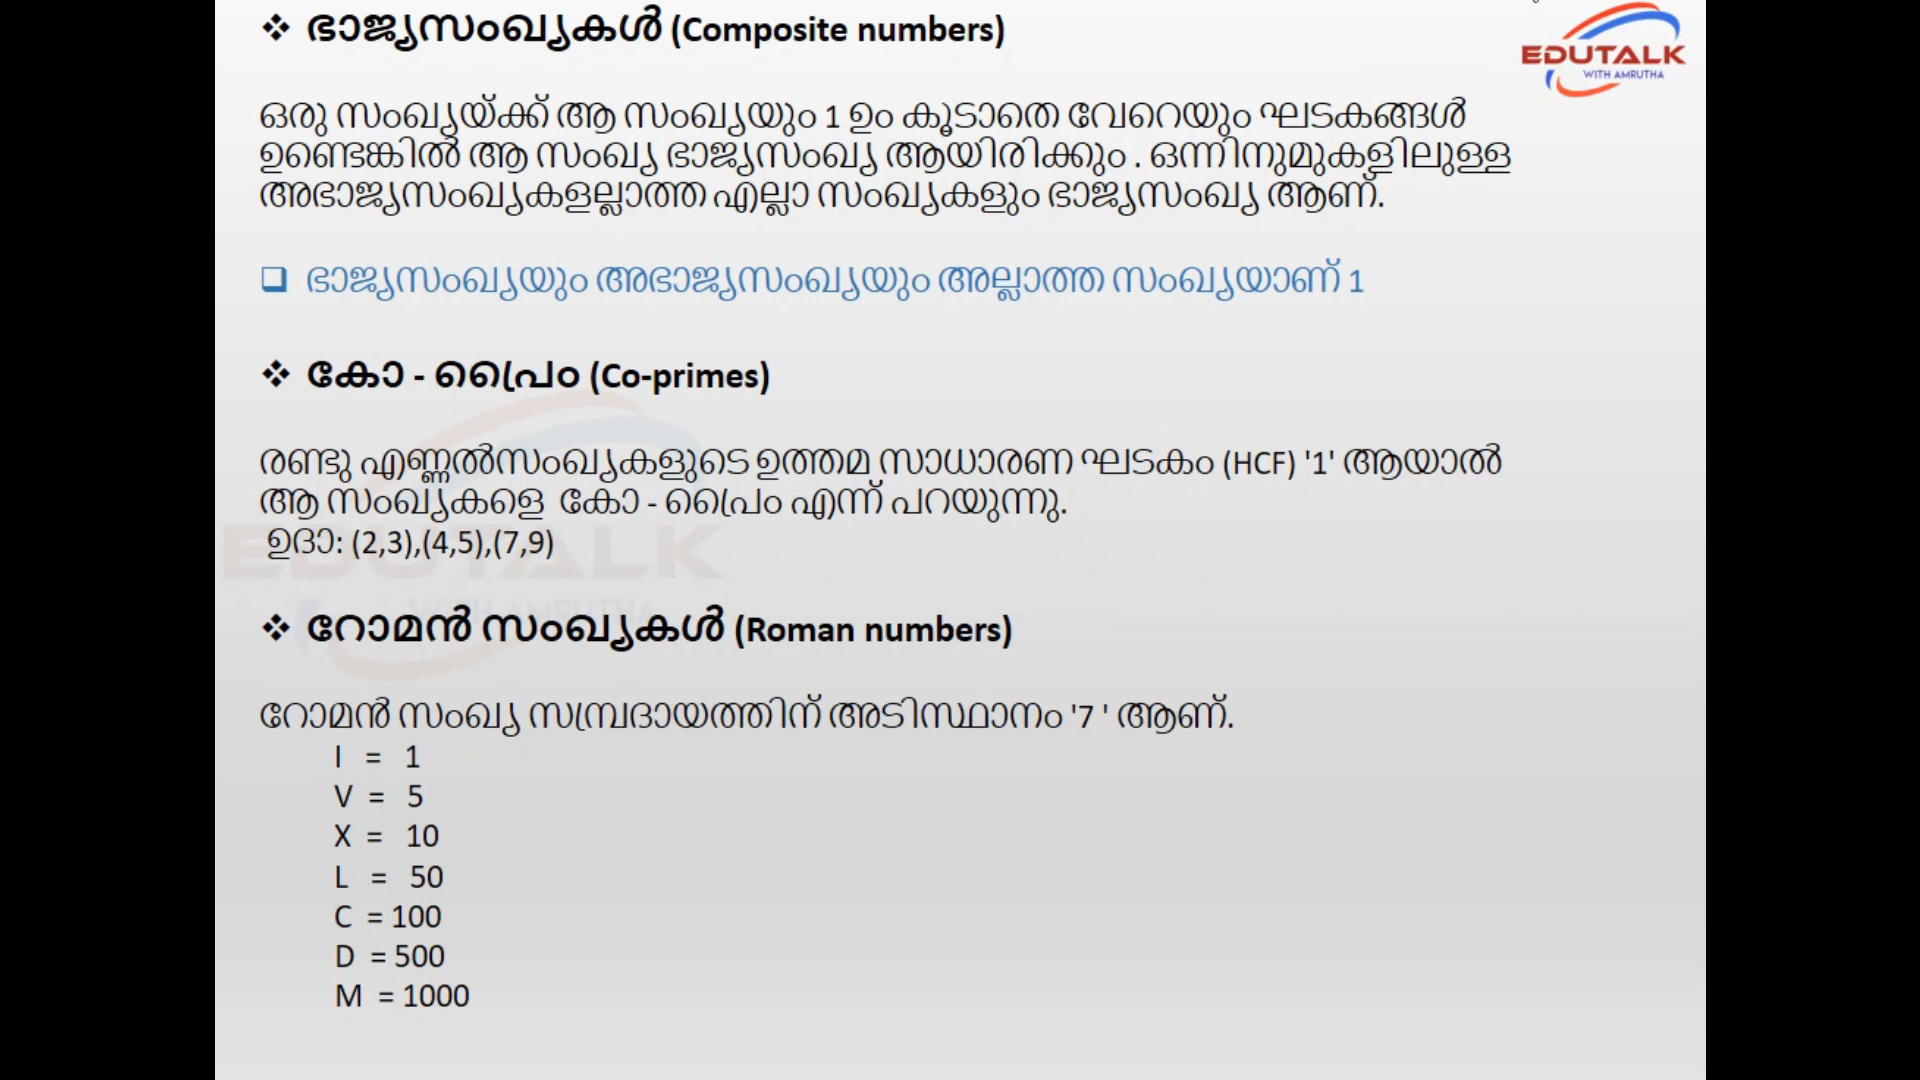 ❖ ഭാജ്യസംഖ്യകൾ (Composite numbers)
EDUTALK
WITH AMRUTHA
ഒരു സംഖ്യയ്ക്ക് ആ സംഖ്യയും 1 ഉം കൂടാതെ വേറെയും ഘടകങ്ങൾ
ഉണ്ടെങ്കിൽ ആ സംഖ്യ ഭാജ്യസംഖ്യ ആയിരിക്കും . ഒന്നിനുമുകളിലുള്ള
അഭാജ്യസംഖ്യകളല്ലാത്ത എല്ലാ സംഖ്യകളും ഭാജ്യസംഖ്യ ആണ്.
❑ ഭാജ്യസംഖ്യയും അഭാജ്യസംഖ്യയും അല്ലാത്ത സംഖ്യയാണ് 1
❖ കോ - പ്രൈം (Co-primes)
രണ്ടു എണ്ണൽസംഖ്യകളുടെ ഉത്തമ സാധാരണ ഘടകം (HCF) '1' ആയാൽ
ആ സംഖ്യകളെ കോ - പ്രൈം എന്ന് പറയുന്നു.
ഉദാ: (2,3),(4,5),(7,9)
EDUTALK
WITH AMRUTHA
❖ റോമൻ സംഖ്യകൾ (Roman numbers)
റോമൻ സംഖ്യ സമ്പ്രദായത്തിന് അടിസ്ഥാനം '7 ' ആണ്.
I = 1
V = 5
X = 10
L = 50
C = 100
D = 500
M = 1000